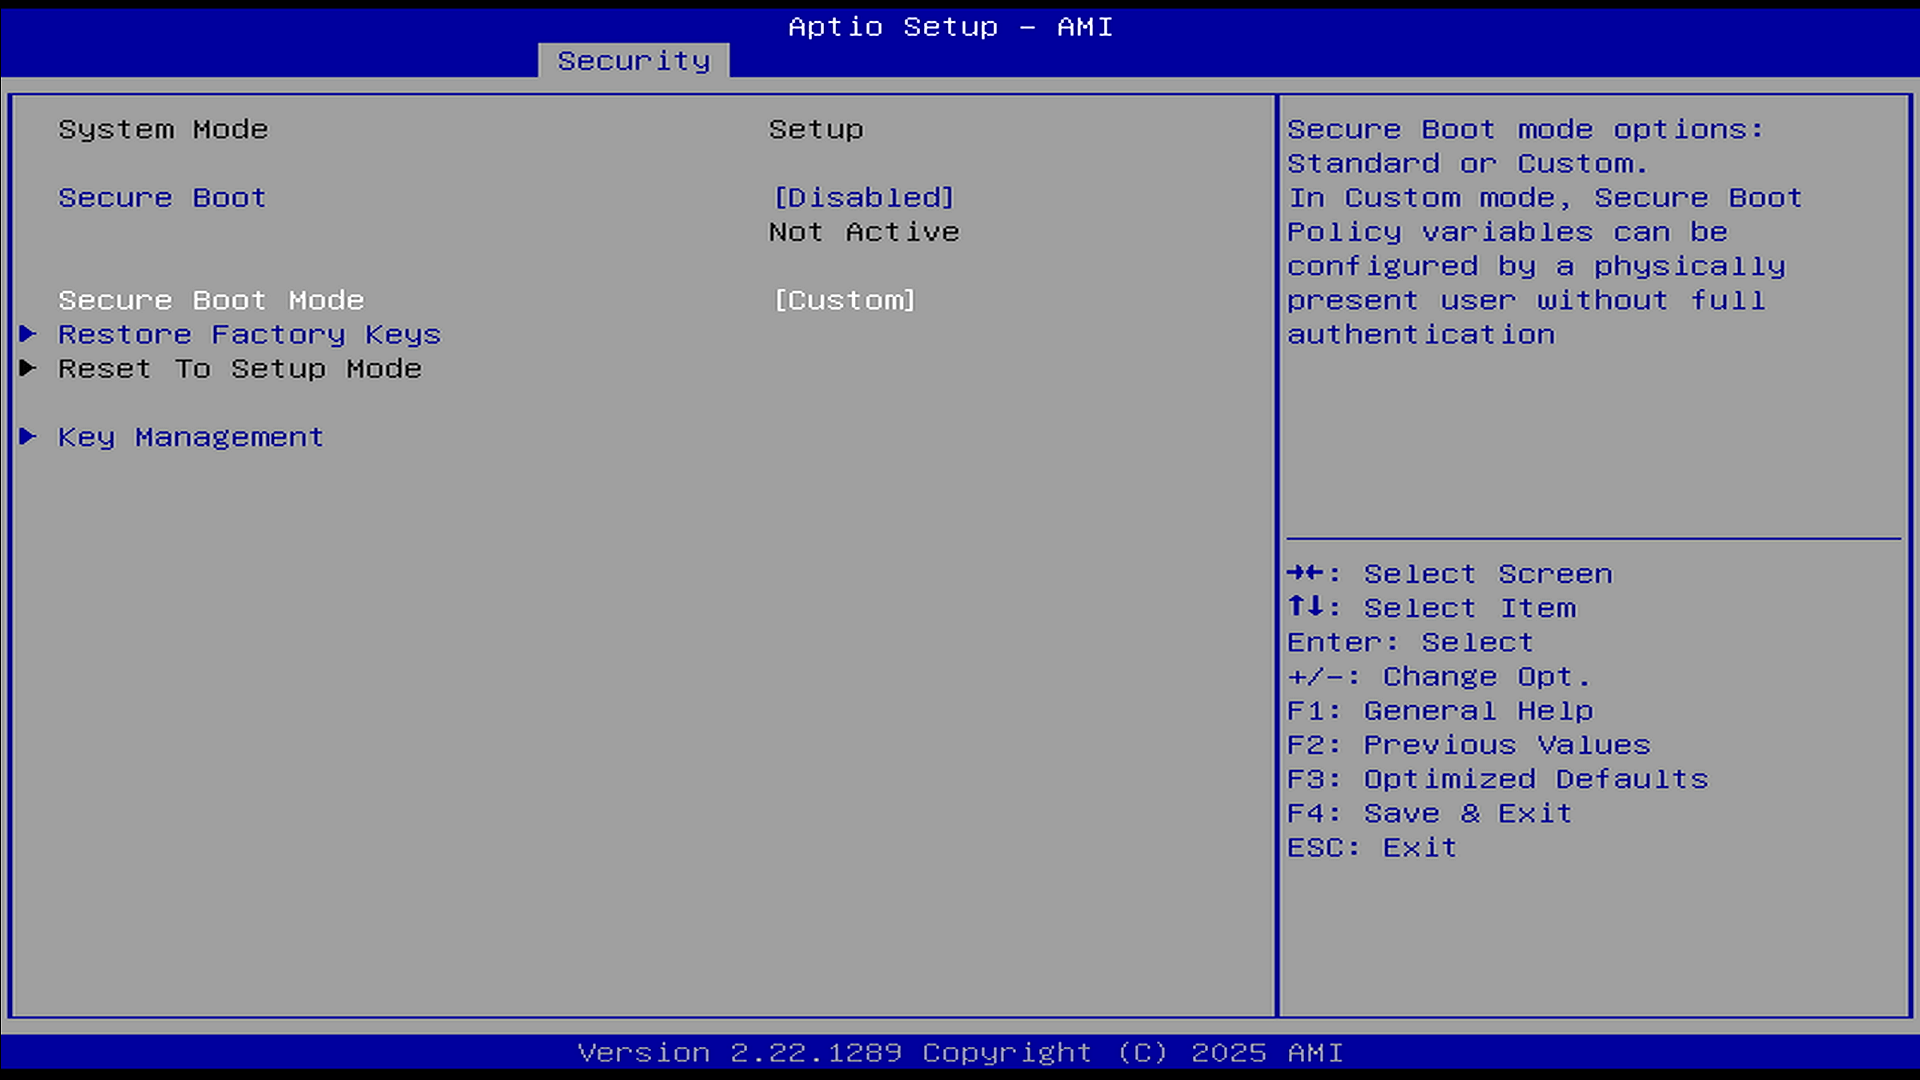 Aptio Setup - AMI
Security
System Mode Setup
Secure Boot [Disabled]
Not Active
Secure Boot Mode [Custom]
► Restore Factory Keys
► Reset To Setup Mode
► Key Management
Secure Boot mode options:
Standard or Custom.
In Custom mode, Secure Boot
Policy variables can be
configured by a physically
present user without full
authentication
→←: Select Screen
↑↓: Select Item
Enter: Select
+/-: Change Opt.
F1: General Help
F2: Previous Values
F3: Optimized Defaults
F4: Save & Exit
ESC: Exit
Version 2.22.1289 Copyright (C) 2025 AMI